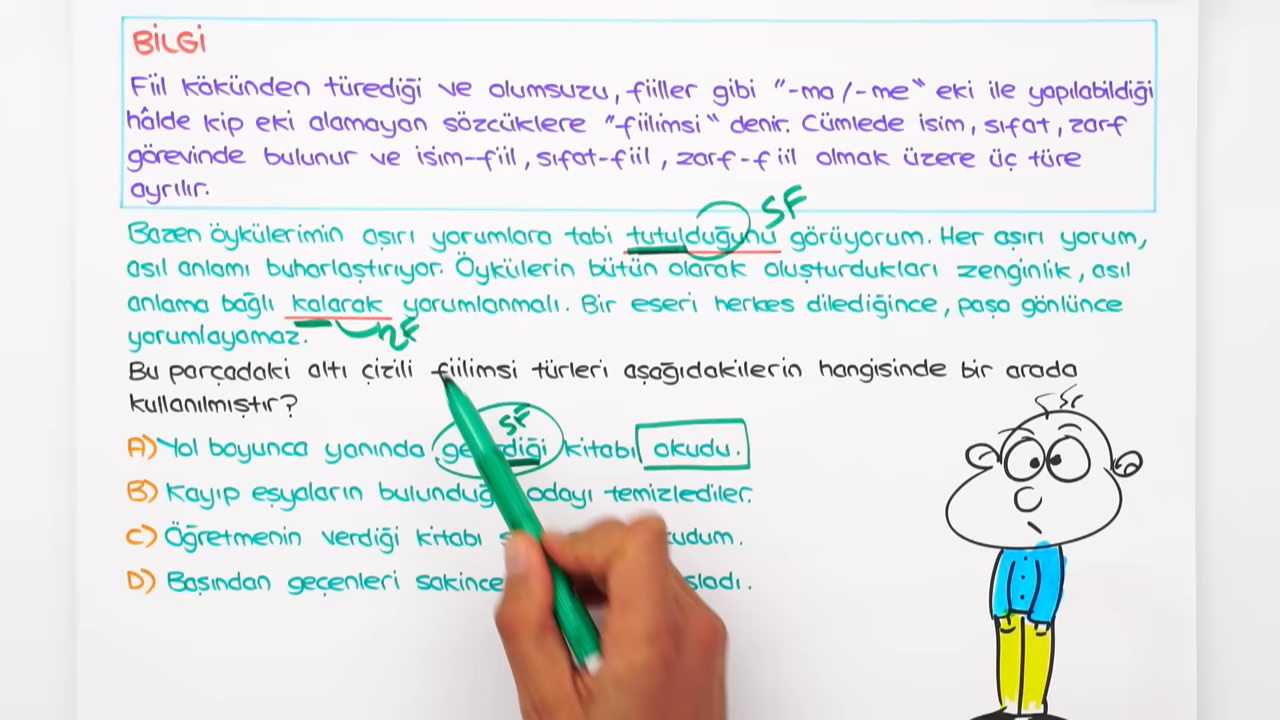 BİLGİ
Fiil kökünden türediği ve olumsuzu, fiiller gibi "-ma/-me" eki ile yapılabildiği
hâlde kip eki alamayan sözcüklere "fiilimsi" denir. Cümlede isim, sıfat, zarf
görevinde bulunur ve isim-fiil, sıfat-fiil, zarf-fiil olmak üzere üç türe
ayrılır.
SF
Bazen öykülerimin aşırı yorumlara tabi tutulduğunu görüyorum. Her aşırı yorum,
asıl anlamı buharlaştırıyor. Öykülerin bütün olarak oluşturdukları zenginlik, asıl
anlama bağlı kalarak yorumlanmalı. Bir eseri herkes dilediğince, paşa gönlünce
yorumlayamaz. ZF
Bu parçadaki altı çizili fiilimsi türleri aşağıdakilerin hangisinde bir arada
kullanılmıştır?
SF
A) Yol boyunca yanında kitabı okudu.
B) Kayıp eşyaların odayı temizlediler.
C) Öğretmenin verdiği kitabı
D) Başından geçenleri